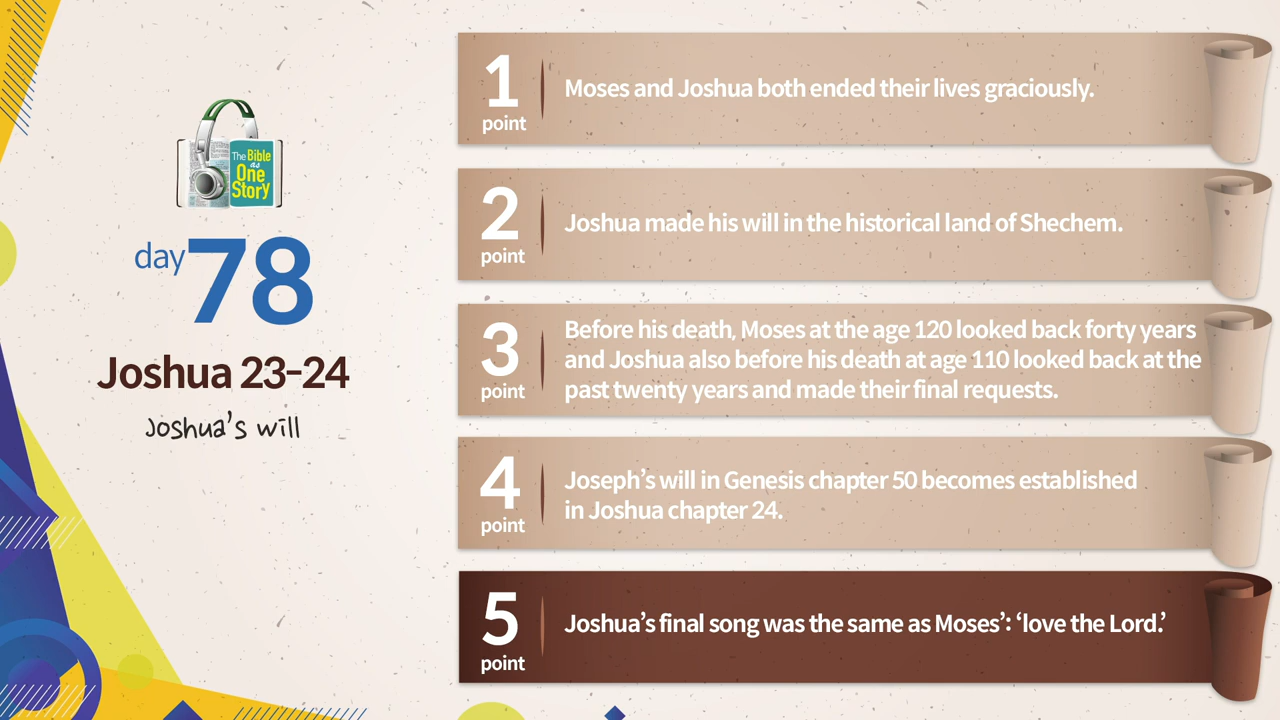 The Bible
as
One
Story
day78
Joshua 23-24
Joshua's will
1
point
Moses and Joshua both ended their lives graciously.
2
point
Joshua made his will in the historical land of Shechem.
3
point
Before his death, Moses at the age 120 looked back forty years
and Joshua also before his death at age 110 looked back at the
past twenty years and made their final requests.
4
point
Joseph's will in Genesis chapter 50 becomes established
in Joshua chapter 24.
5
point
Joshua's final song was the same as Moses': 'love the Lord.'